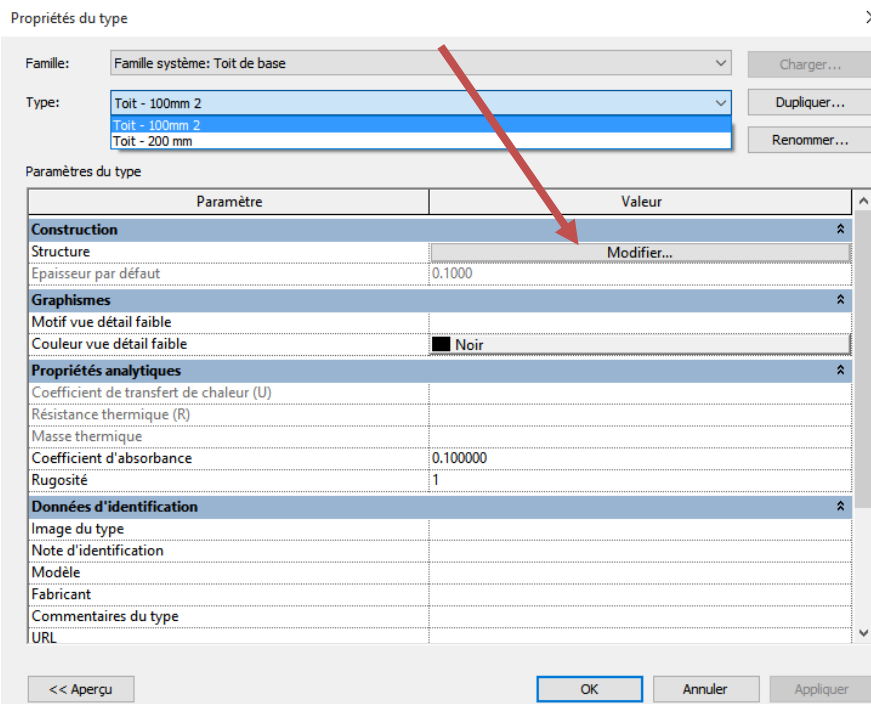 Propriétés du type
Famille: Famille système: Toit de base Charger...
Type: Toit - 100mm 2 Dupliquer...
Toit - 100mm 2
Toit - 200 mm Renommer...
Paramètres du type
Paramètre Valeur
Construction
Structure Modifier...
Epaisseur par défaut 0.1000
Graphismes
Motif vue détail faible
Couleur vue détail faible Noir
Propriétés analytiques
Coefficient de transfert de chaleur (U)
Résistance thermique (R)
Masse thermique
Coefficient d'absorbance 0.100000
Rugosité 1
Données d'identification
Image du type
Note d'identification
Modèle
Fabricant
Commentaires du type
URL
<< Aperçu OK Annuler Appliquer